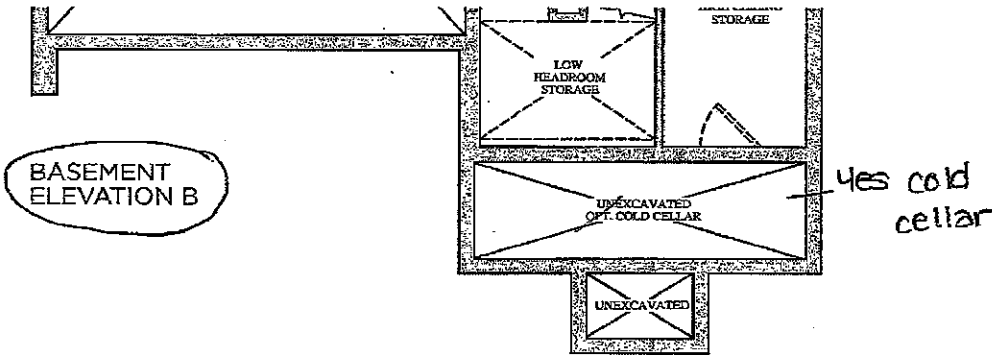 STORAGE
LOW
HEADROOM
STORAGE
BASEMENT
ELEVATION B
UNEXCAVATED
OPT. COLD CELLAR
yes cold
cellar
UNEXCAVATED